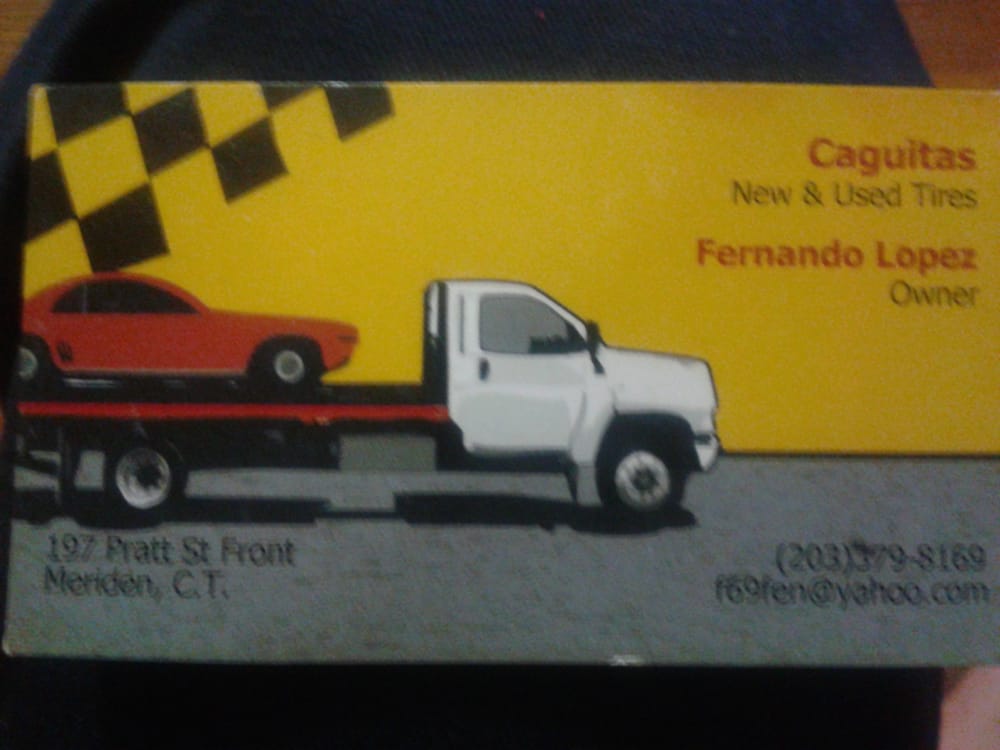 Caguitas
New & Used Tires
Fernando Lopez
Owner
197 Pratt St Front
Meriden, C.T.
(203)379-8169
f69fen@yahoo.com